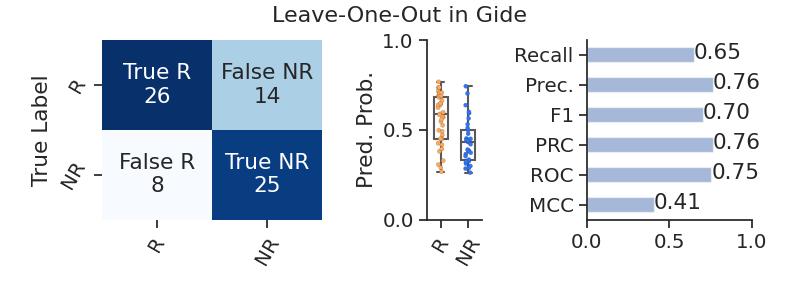 Leave-One-Out in Gide
True Label
R
NR
True R
26
False NR
14
False R
8
True NR
25
R
NR
Pred. Prob.
1.0
0.5
0.0
R
NR
Recall
0.65
Prec.
0.76
F1
0.70
PRC
0.76
ROC
0.75
MCC
0.41
0.0
0.5
1.0